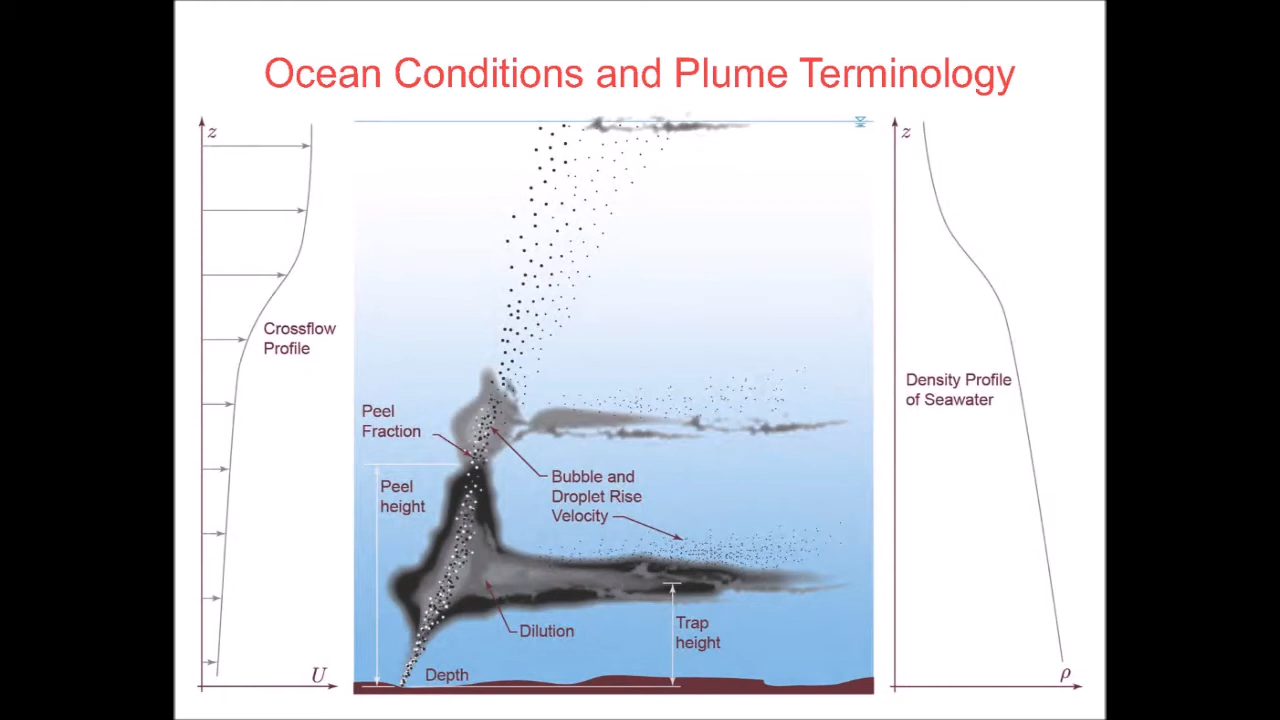 Ocean Conditions and Plume Terminology
z
Crossflow
Profile
U
Peel
Fraction
Peel
height
Bubble and
Droplet Rise
Velocity
Dilution
Trap
height
Depth
z
Density Profile
of Seawater
ρ